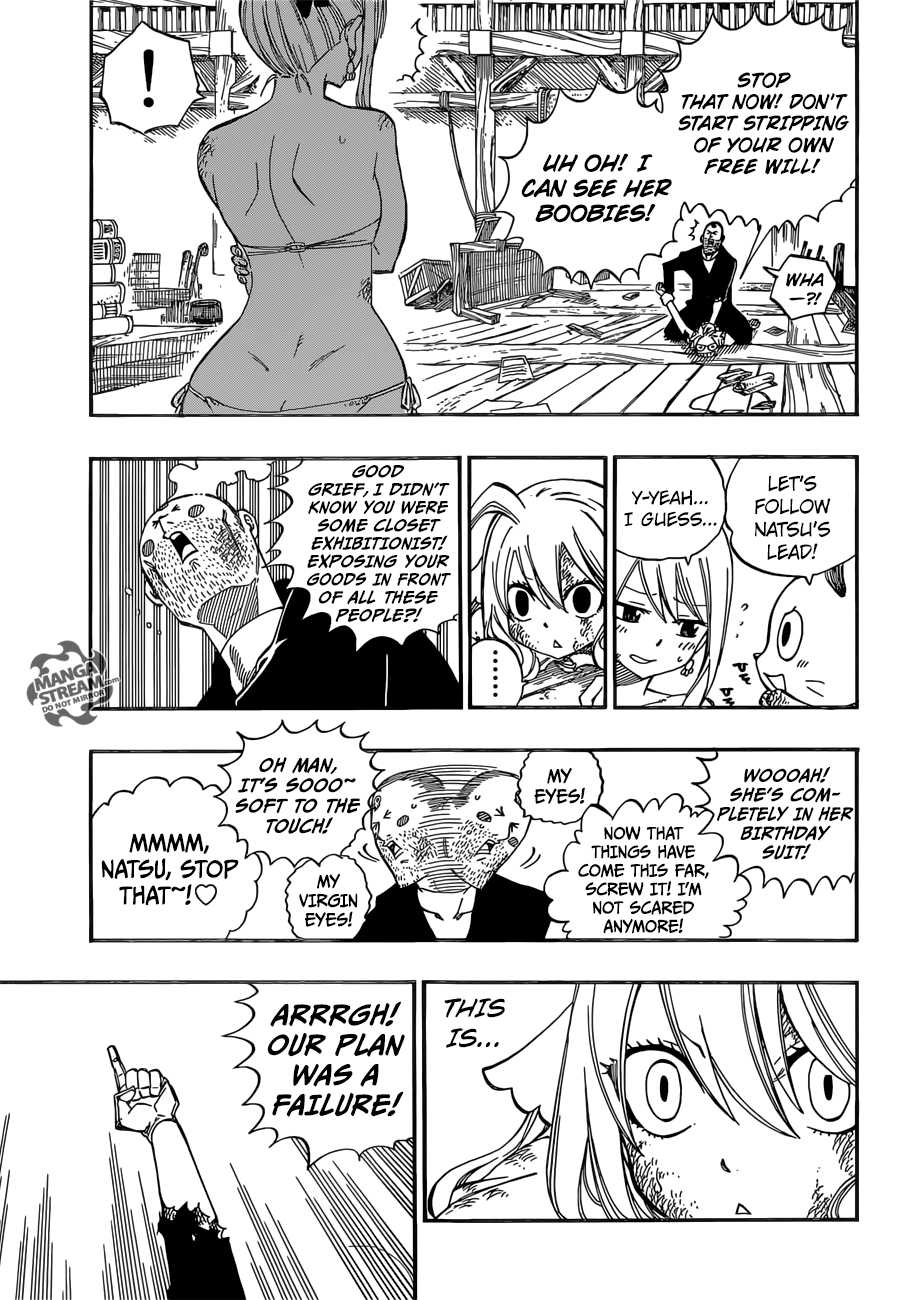 STOP
THAT NOW! DON'T
START STRIPPING
OF YOUR OWN
FREE WILL!
UH OH! I
CAN SEE HER
BOOBIES!
WHA
—?!
!
LET'S
FOLLOW
NATSU'S
LEAD!
Y-YEAH...
I GUESS...
GOOD
GRIEF, I DIDN'T
KNOW YOU WERE
SOME CLOSET
EXHIBITIONIST!
EXPOSING YOUR
GOODS IN FRONT
OF ALL THESE
PEOPLE?!
MANGA
STREAM.com
DO NOT MIRROR
WOOOAH!
SHE'S COM-
PLETELY IN HER
BIRTHDAY
SUIT!
NOW THAT
THINGS HAVE
COME THIS FAR,
SCREW IT! I'M
NOT SCARED
ANYMORE!
MY
EYES!
OH MAN,
IT'S SOOO~
SOFT TO THE
TOUCH!
MY
VIRGIN
EYES!
MMMM,
NATSU, STOP
THAT~!♡
THIS
IS...
ARRRGH!
OUR PLAN
WAS A
FAILURE!